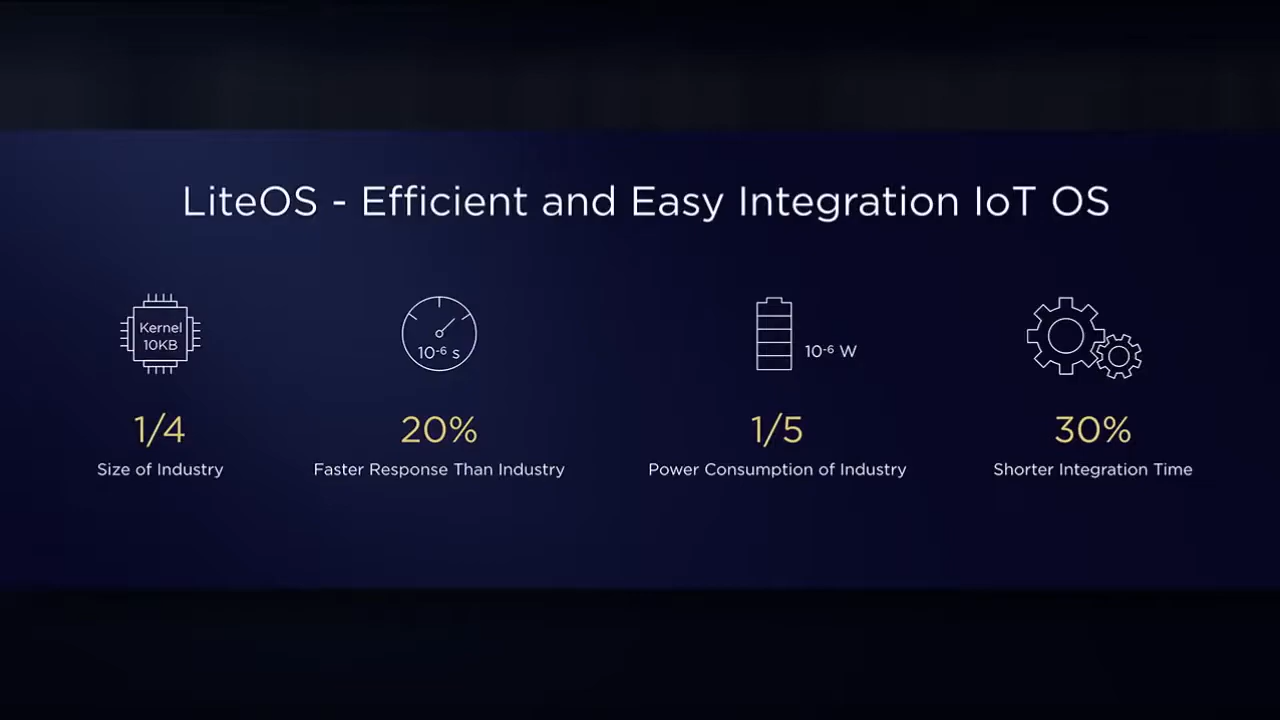 LiteOS - Efficient and Easy Integration IoT OS
Kernel
10KB
1/4
Size of Industry
10⁻⁶ s
20%
Faster Response Than Industry
10⁻⁶ W
1/5
Power Consumption of Industry
30%
Shorter Integration Time